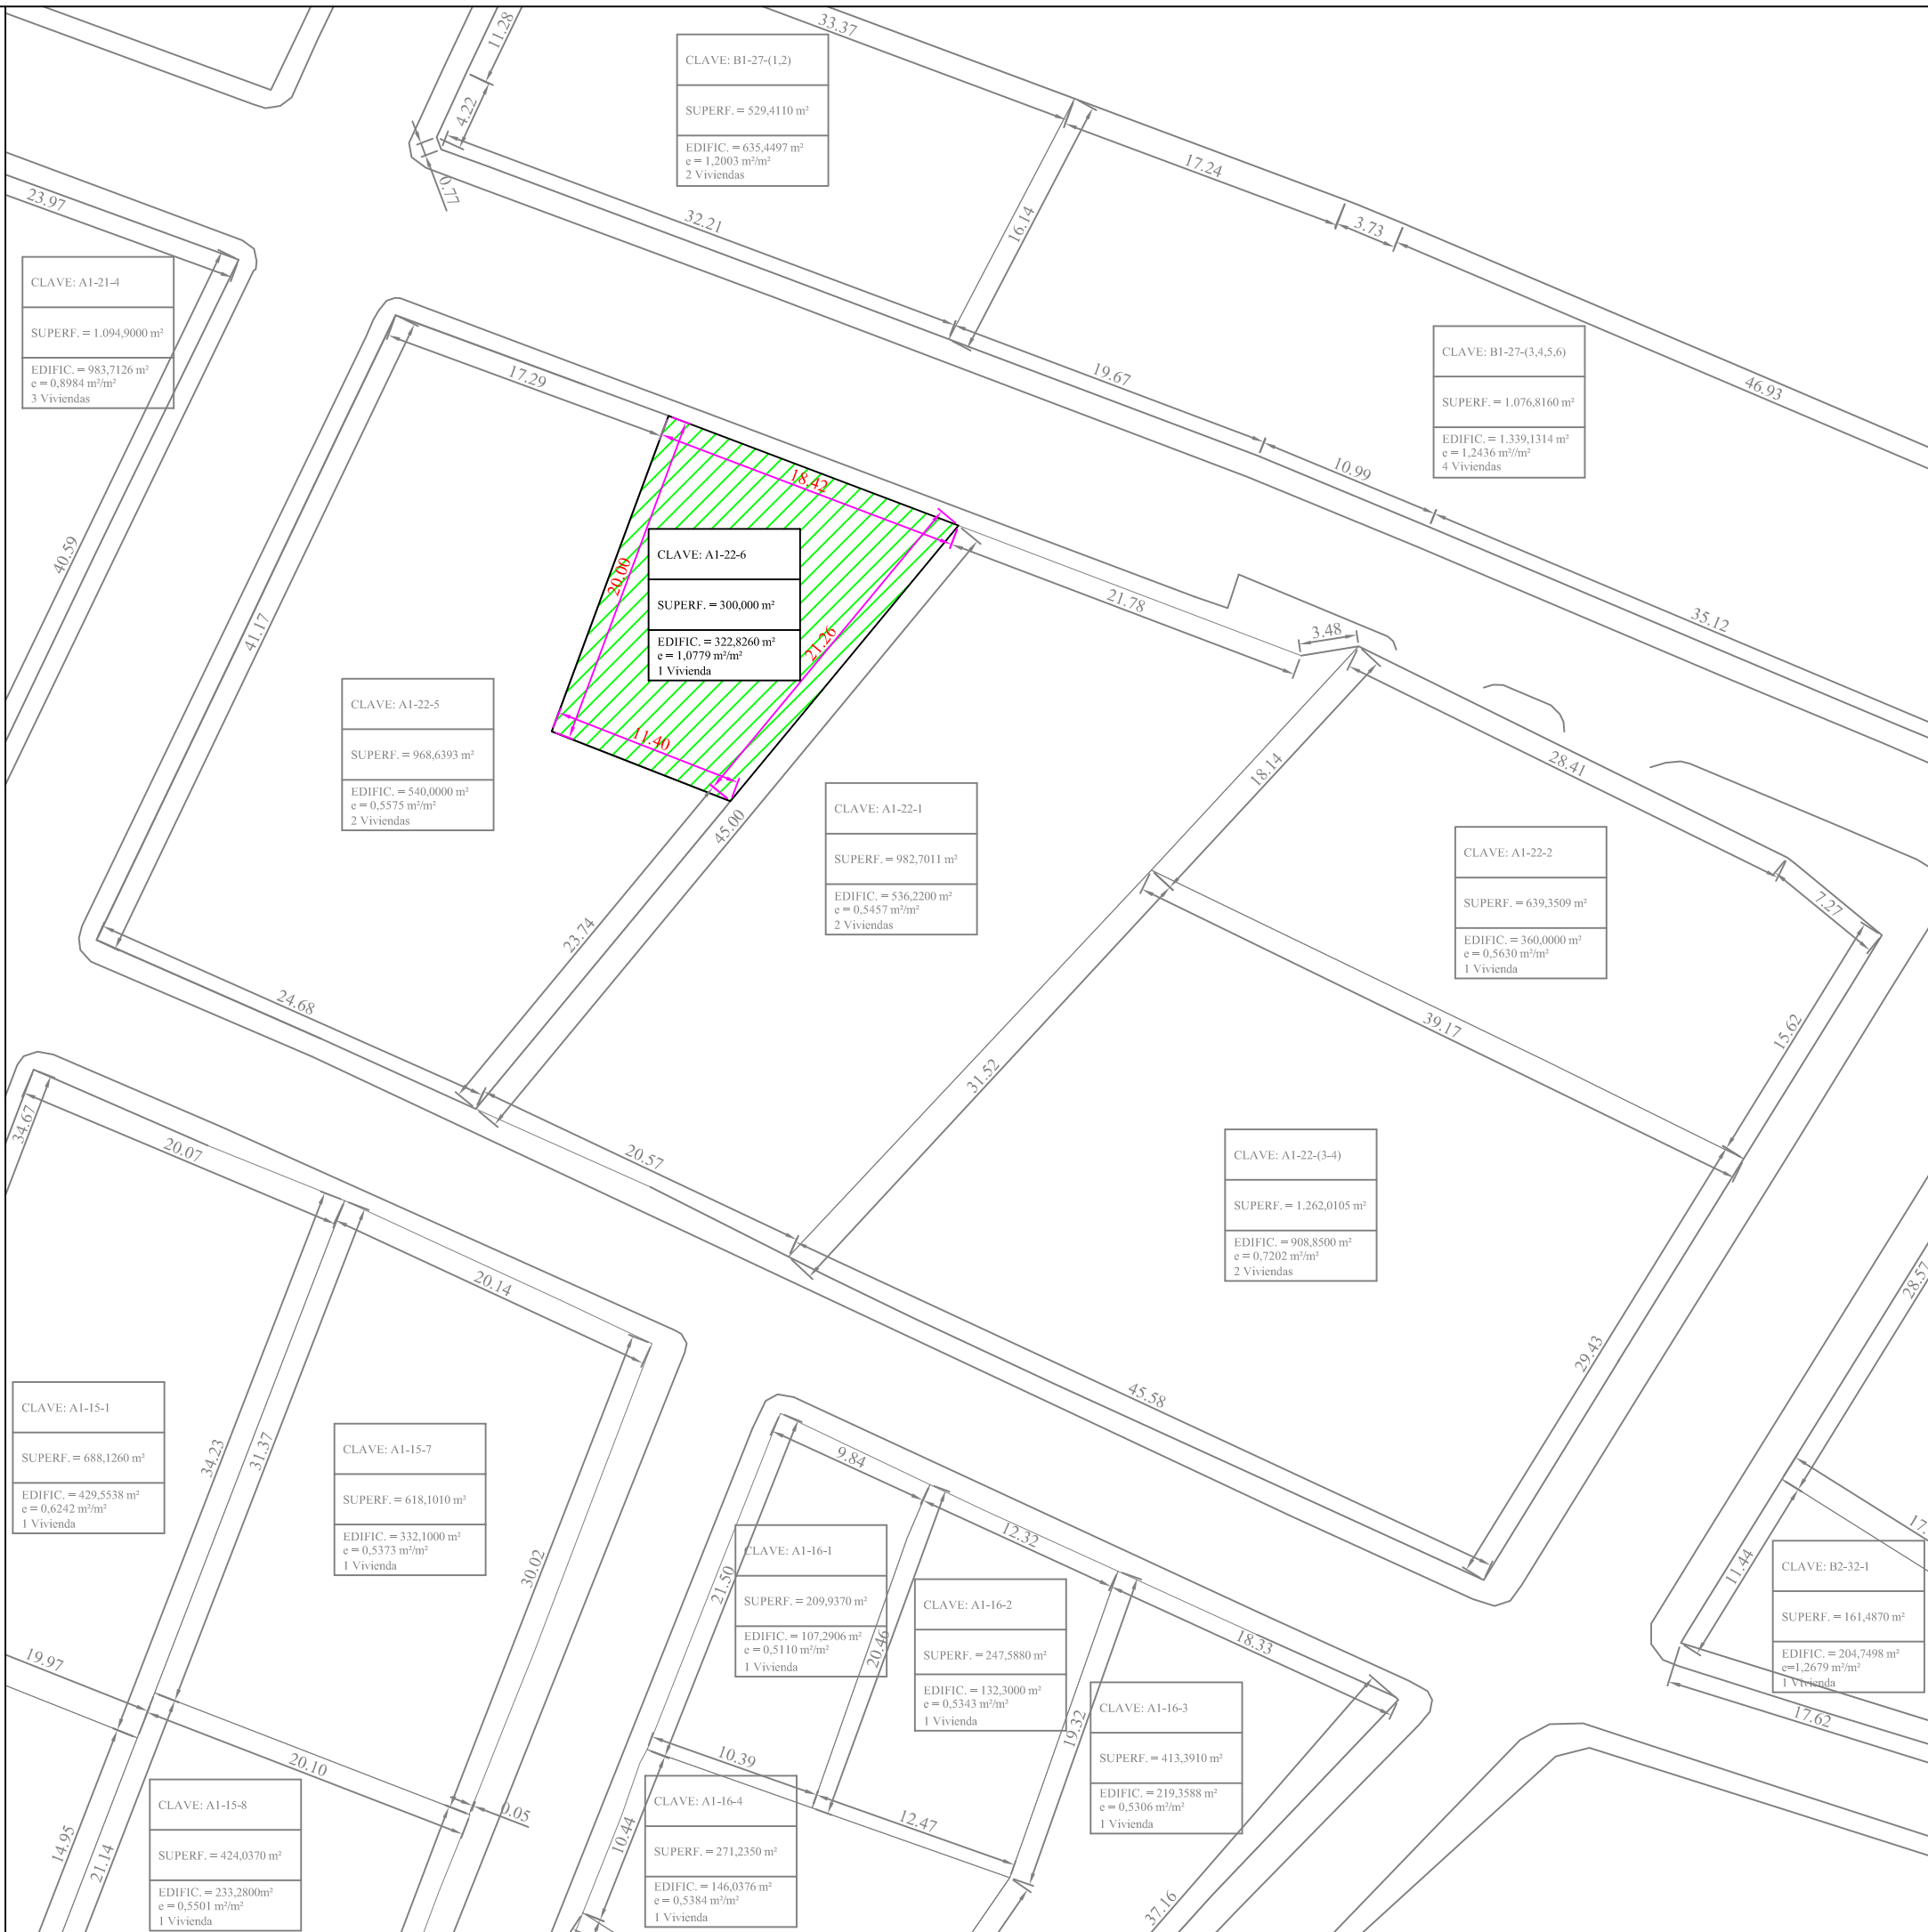 33.37
11.28
CLAVE: B1-27-(1,2)
SUPERF. = 529,4110 m²
EDIFIC. = 635,4497 m²
e = 1,2003 m²/m²
2 Viviendas
4.22
0.77
17.24
3.73
16.14
32.21
23.97
CLAVE: A1-21-4
SUPERF. = 1.094,9000 m²
EDIFIC. = 983,7126 m²
e = 0,8984 m²/m²
3 Viviendas
17.29
19.67
46.93
CLAVE: B1-27-(3,4,5,6)
SUPERF. = 1.076,8160 m²
EDIFIC. = 1.339,1314 m²
e = 1,2436 m²//m²
4 Viviendas
10.99
18.42
40.59
41.17
20.00
CLAVE: A1-22-6
SUPERF. = 300,000 m²
EDIFIC. = 322,8260 m²
e = 1,0779 m²/m²
1 Vivienda
21.26
11.40
21.78
3.48
35.12
CLAVE: A1-22-5
SUPERF. = 968,6393 m²
EDIFIC. = 540,0000 m²
e = 0,5575 m²/m²
2 Viviendas
45.00
18.14
28.41
CLAVE: A1-22-1
SUPERF. = 982,7011 m²
EDIFIC. = 536,2200 m²
e = 0,5457 m²/m²
2 Viviendas
CLAVE: A1-22-2
SUPERF. = 639,3509 m²
EDIFIC. = 360,0000 m²
e = 0,5630 m²/m²
1 Vivienda
7.27
23.74
24.68
39.17
15.62
31.52
34.67
20.07
20.57
CLAVE: A1-22-(3-4)
SUPERF. = 1.262,0105 m²
EDIFIC. = 908,8500 m²
e = 0,7202 m²/m²
2 Viviendas
20.14
28.57
29.43
45.58
CLAVE: A1-15-1
SUPERF. = 688,1260 m²
EDIFIC. = 429,5538 m²
e = 0,6242 m²/m²
1 Vivienda
34.23
31.37
CLAVE: A1-15-7
SUPERF. = 618,1010 m²
EDIFIC. = 332,1000 m²
e = 0,5373 m²/m²
1 Vivienda
30.02
9.84
12.32
21.50
CLAVE: A1-16-1
SUPERF. = 209,9370 m²
EDIFIC. = 107,2906 m²
e = 0,5110 m²/m²
1 Vivienda
20.46
CLAVE: A1-16-2
SUPERF. = 247,5880 m²
EDIFIC. = 132,3000 m²
e = 0,5343 m²/m²
1 Vivienda
18.33
19.32
CLAVE: A1-16-3
SUPERF. = 413,3910 m²
EDIFIC. = 219,3588 m²
e = 0,5306 m²/m²
1 Vivienda
17.
11.44
CLAVE: B2-32-1
SUPERF. = 161,4870 m²
EDIFIC. = 204,7498 m²
e=1,2679 m²/m²
1 Vivienda
17.62
19.97
20.10
0.05
10.39
12.47
10.44
14.95
21.14
CLAVE: A1-15-8
SUPERF. = 424,0370 m²
EDIFIC. = 233,2800m²
e = 0,5501 m²/m²
1 Vivienda
CLAVE: A1-16-4
SUPERF. = 271,2350 m²
EDIFIC. = 146,0376 m²
e = 0,5384 m²/m²
1 Vivienda
37.16